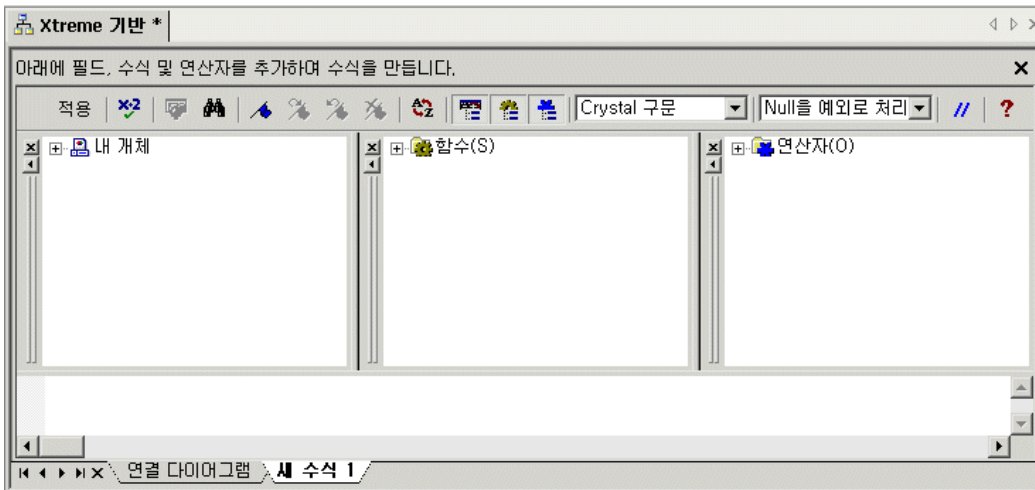 Xtreme 기반 *
아래에 필드, 수식 및 연산자를 추가하여 수식을 만듭니다.
적용 x+2 Crystal 구문 Null을 예외로 처리 // ?
내 개체 함수(S) 연산자(O)
연결 다이어그램 새 수식 1